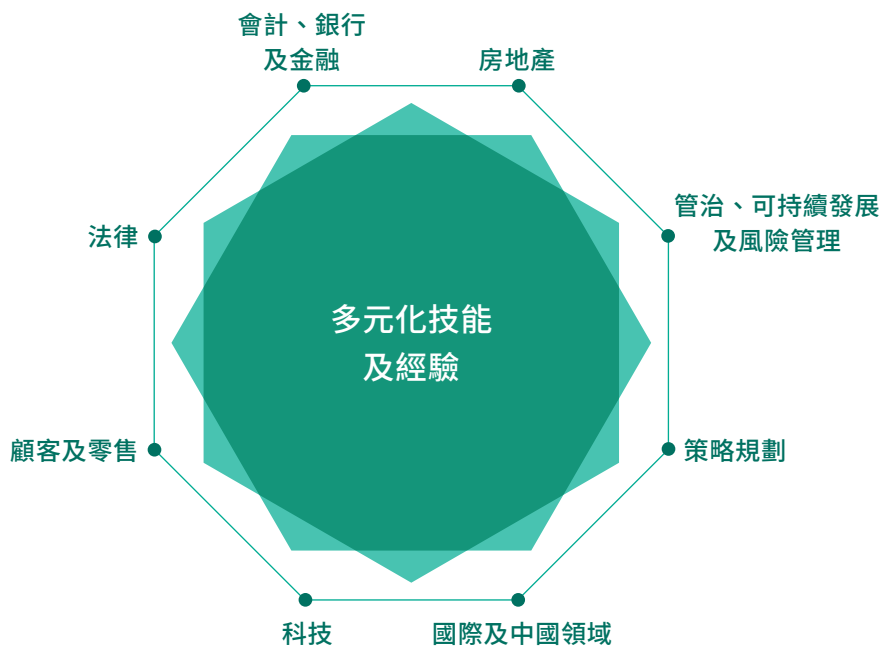 會計、銀行
及金融
房地產
管治、可持續發展
及風險管理
法律
多元化技能
及經驗
顧客及零售
策略規劃
科技
國際及中國領域